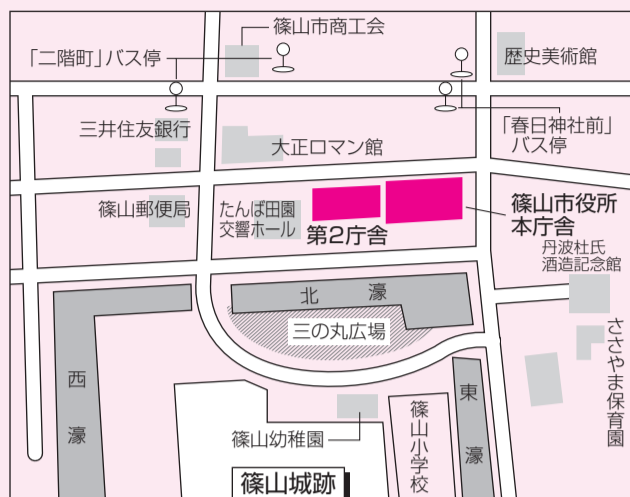 篠山市商工会
「二階町」バス停
歴史美術館
三井住友銀行
大正ロマン館
「春日神社前」
バス停
篠山郵便局
たんば田園
交響ホール
第2庁舎
篠山市役所
本庁舎
丹波杜氏
酒造記念館
北濠
三の丸広場
ささやま保育園
西濠
東濠
篠山小学校
篠山幼稚園
篠山城跡